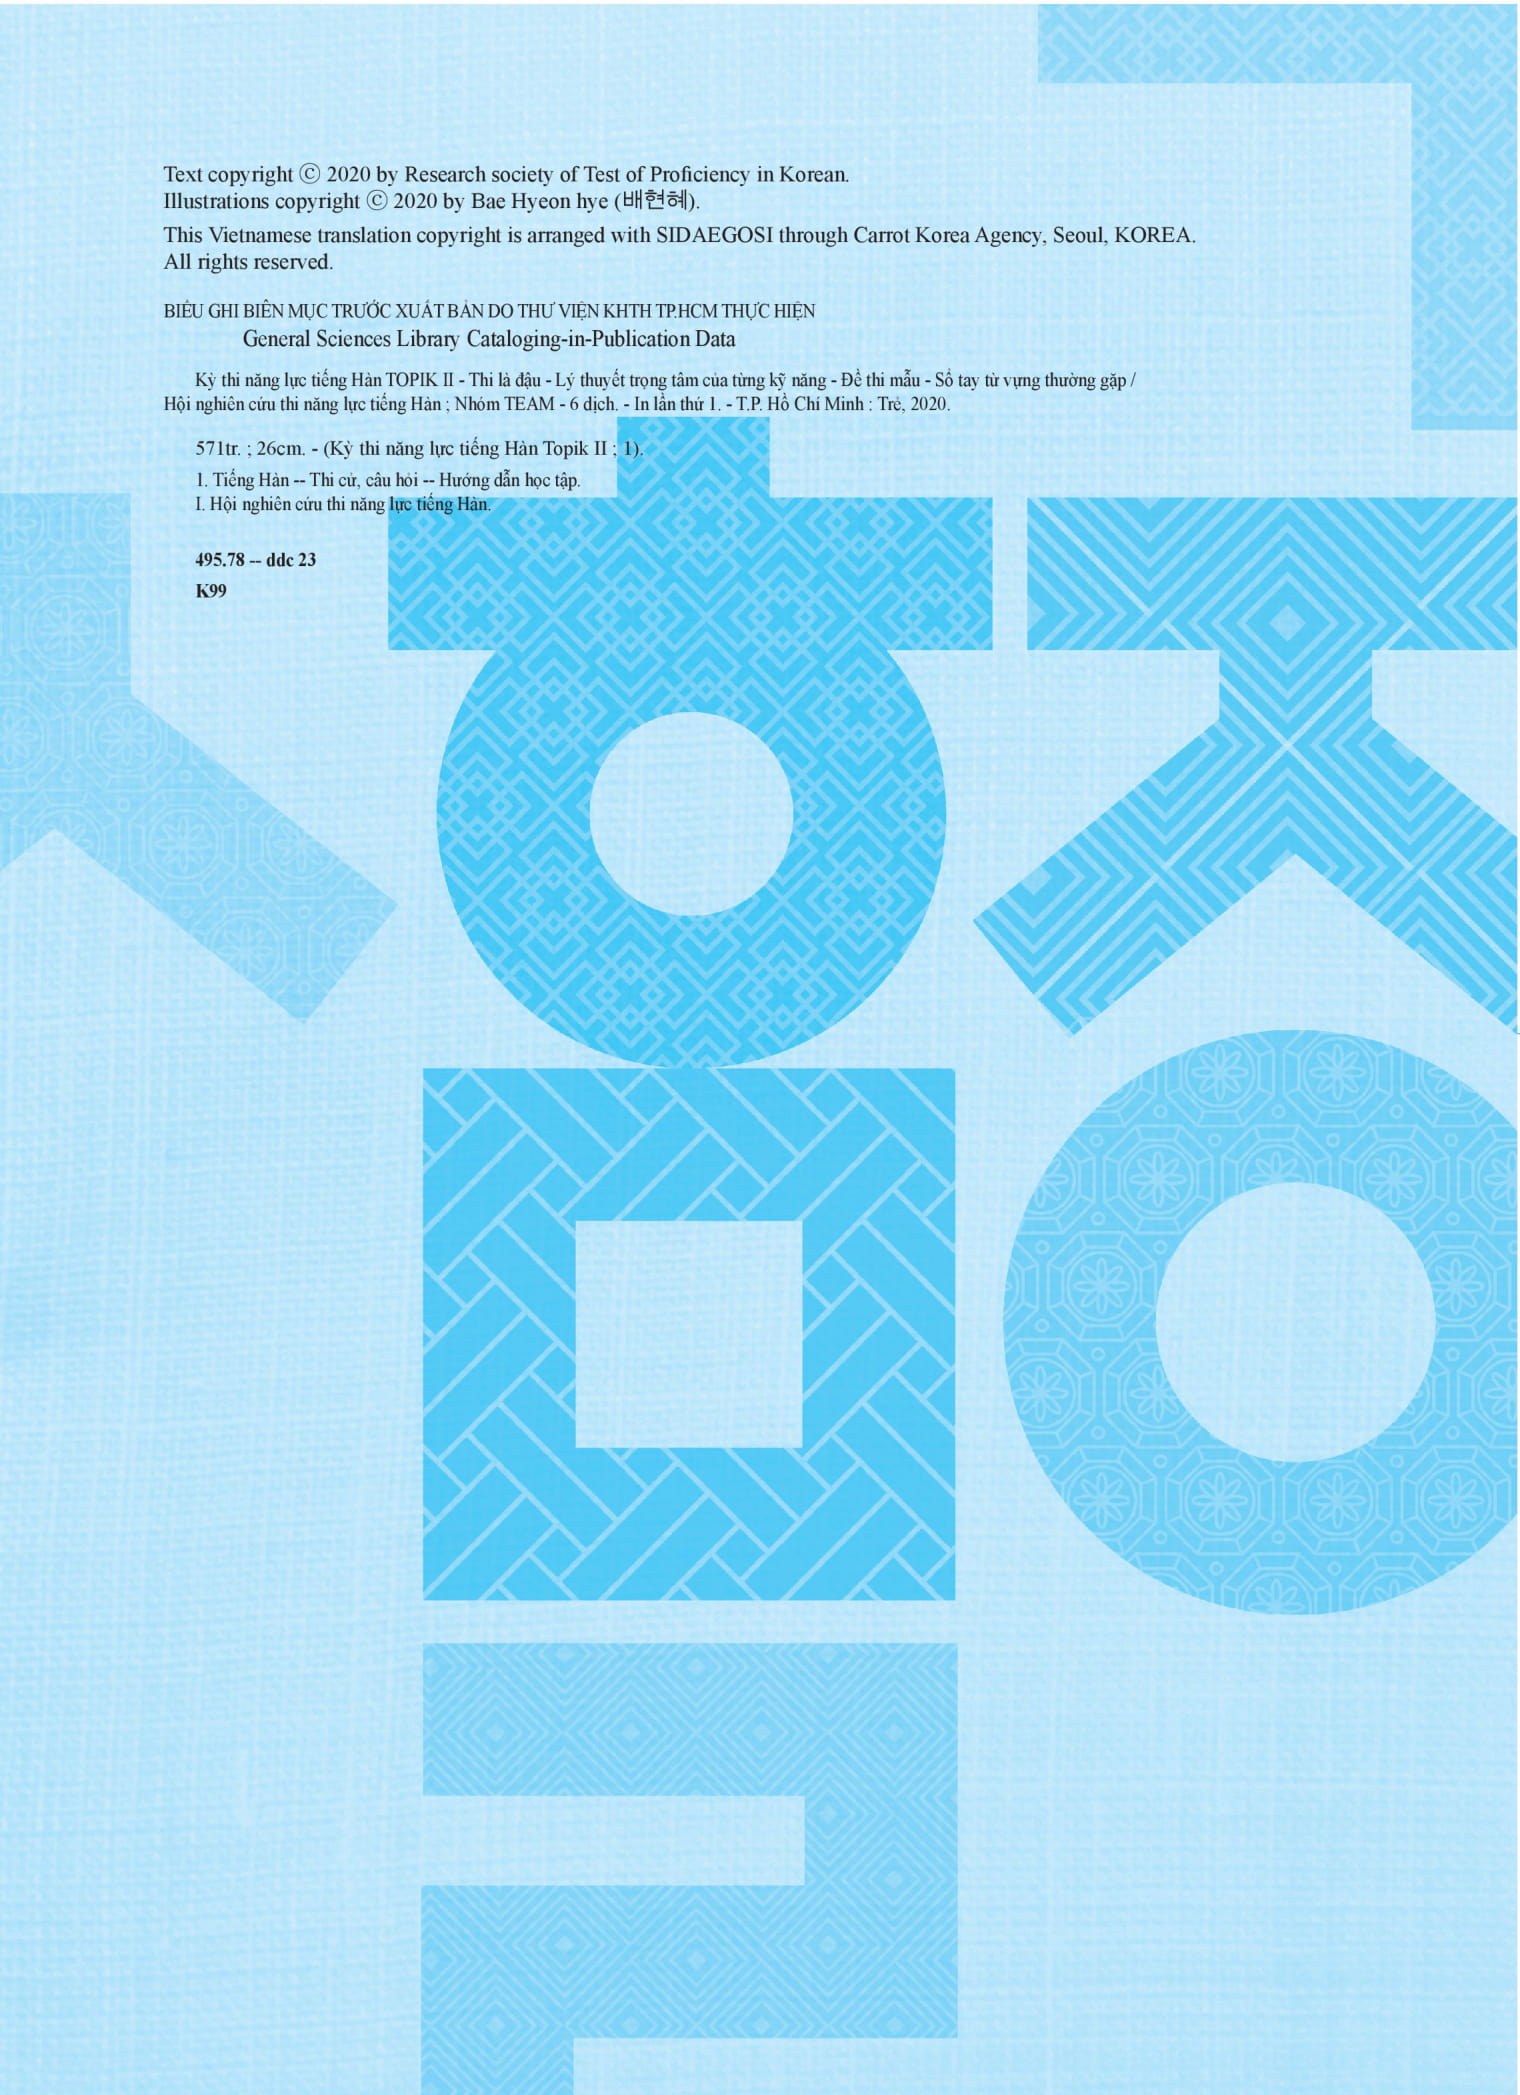 Text copyright ⓒ 2020 by Research society of Test of Proficiency in Korean.
Illustrations copyright ⓒ 2020 by Bae Hyeon hye (배현혜).
This Vietnamese translation copyright is arranged with SIDAEGOSI through Carrot Korea Agency, Seoul, KOREA.
All rights reserved.
BIỂU GHI BIÊN MỤC TRƯỚC XUẤT BẢN DO THƯ VIỆN KHTH TP.HCM THỰC HIỆN
General Sciences Library Cataloging-in-Publication Data
Kỳ thi năng lực tiếng Hàn TOPIK II - Thi là đậu - Lý thuyết trọng tâm của từng kỹ năng - Đề thi mẫu - Sổ tay từ vựng thường gặp /
Hội nghiên cứu thi năng lực tiếng Hàn ; Nhóm TEAM - 6 dịch. - In lần thứ 1. - T.P. Hồ Chí Minh : Trẻ, 2020.
571tr. ; 26cm. - (Kỳ thi năng lực tiếng Hàn Topik II ; 1).
1. Tiếng Hàn -- Thi cử, câu hỏi -- Hướng dẫn học tập.
I. Hội nghiên cứu thi năng lực tiếng Hàn.
495.78 -- ddc 23
K99